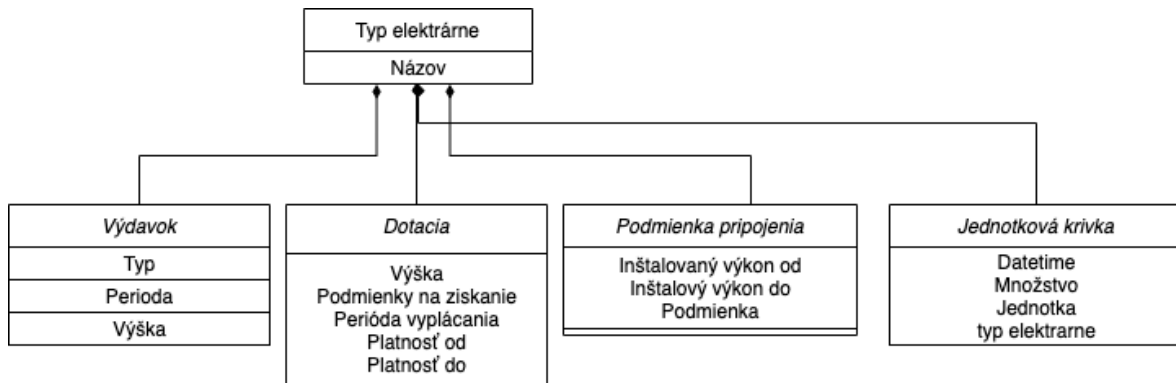 Typ elektrárne
Názov
Výdavok
Typ
Perioda
Výška
Dotacia
Výška
Podmienky na ziskanie
Perióda vyplácania
Platnosť od
Platnosť do
Podmienka pripojenia
Inštalovaný výkon od
Inštalový výkon do
Podmienka
Jednotková krivka
Datetime
Množstvo
Jednotka
typ elektrarne